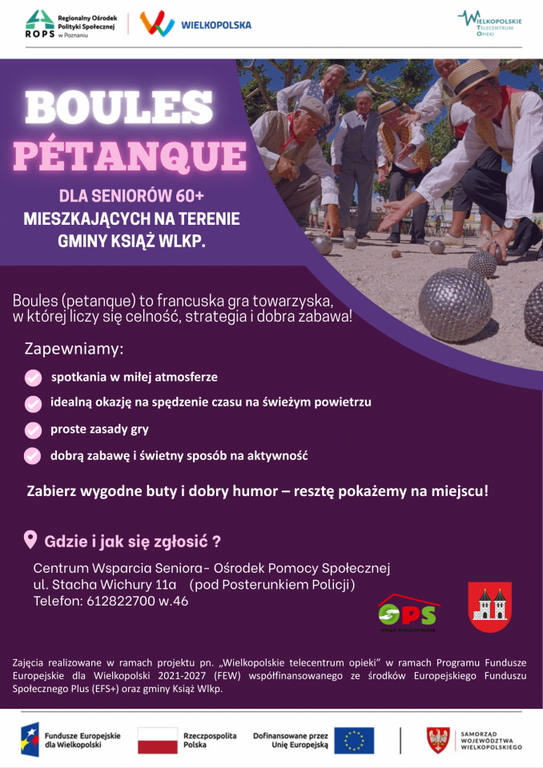 Regionalny Ośrodek
Polityki Społecznej
w Poznaniu
ROPS
WIELKOPOLSKA
WIELKOPOLSKIE
TELECENTRUM
OPIEKI
BOULES
PÉTANQUE
DLA SENIORÓW 60+
MIESZKAJĄCYCH NA TERENIE
GMINY KSIĄŻ WLKP.
Boules (petanque) to francuska gra towarzyska,
w której liczy się celność, strategia i dobra zabawa!
Zapewniamy:
spotkania w miłej atmosferze
idealną okazję na spędzenie czasu na świeżym powietrzu
proste zasady gry
dobrą zabawę i świetny sposób na aktywność
Zabierz wygodne buty i dobry humor – resztę pokażemy na miejscu!
Gdzie i jak się zgłosić ?
Centrum Wsparcia Seniora- Ośrodek Pomocy Społecznej
ul. Stacha Wichury 11a (pod Posterunkiem Policji)
Telefon: 612822700 w.46
OPS
Zajęcia realizowane w ramach projektu pn. „Wielkopolskie telecentrum opieki” w ramach Programu Fundusze
Europejskie dla Wielkopolski 2021-2027 (FEW) współfinansowanego ze środków Europejskiego Funduszu
Społecznego Plus (EFS+) oraz gminy Książ Wlkp.
Fundusze Europejskie
dla Wielkopolski
Rzeczpospolita
Polska
Dofinansowane przez
Unię Europejską
SAMORZĄD
WOJEWÓDZTWA
WIELKOPOLSKIEGO